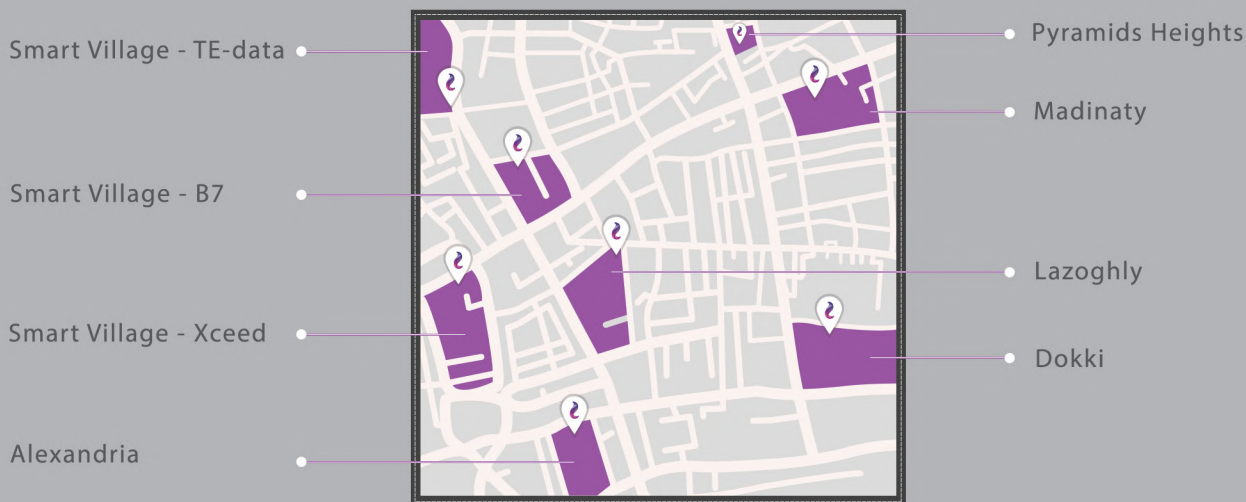 Smart Village - TE-data
Smart Village - B7
Smart Village - Xceed
Alexandria
Pyramids Heights
Madinaty
Lazoghly
Dokki